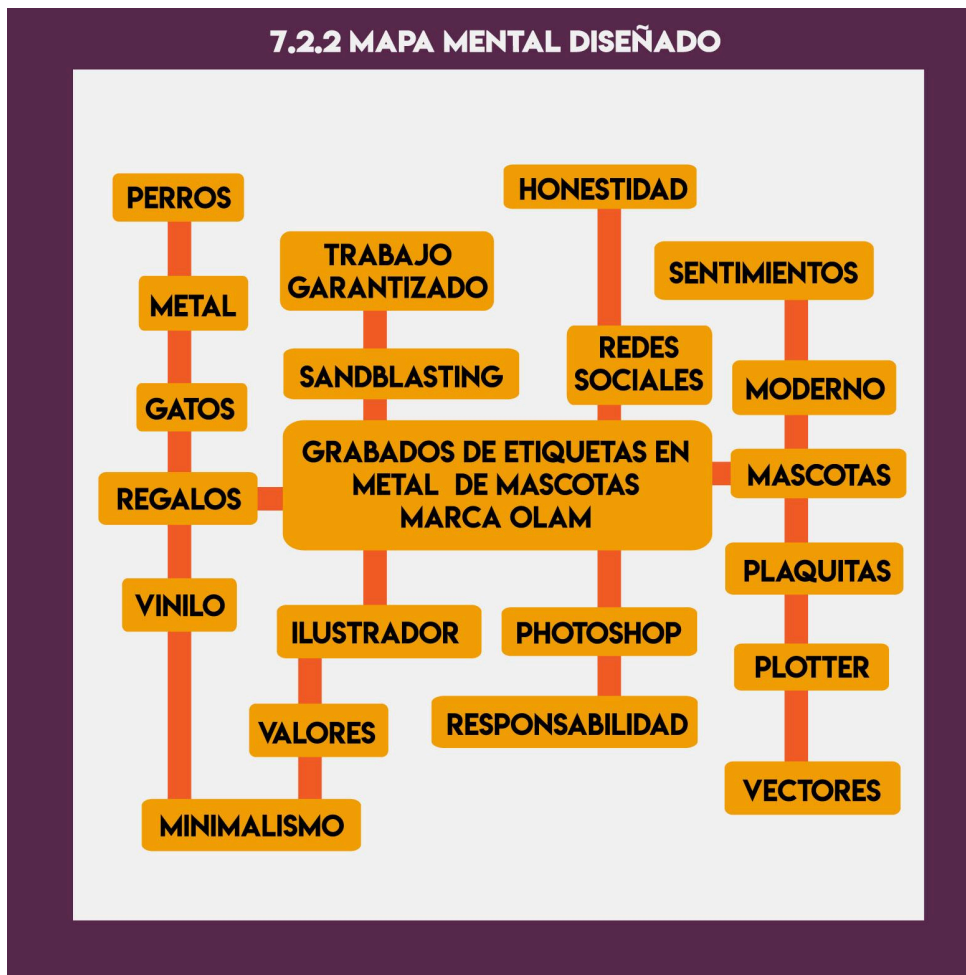 7.2.2 MAPA MENTAL DISEÑADO
PERROS
METAL
GATOS
REGALOS
VINILO
MINIMALISMO
TRABAJO
GARANTIZADO
SANDBLASTING
HONESTIDAD
REDES
SOCIALES
GRABADOS DE ETIQUETAS EN
METAL DE MASCOTAS
MARCA OLAM
ILUSTRADOR
VALORES
PHOTOSHOP
RESPONSABILIDAD
SENTIMIENTOS
MODERNO
MASCOTAS
PLAQUITAS
PLOTTER
VECTORES